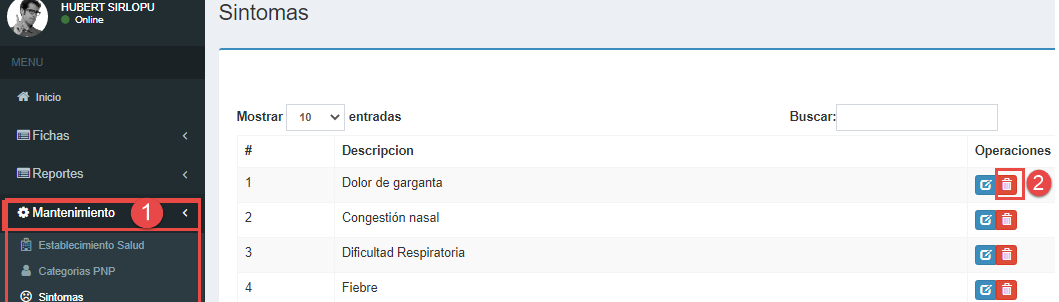 HUBERT SIRLOPU
Online
MENU
Inicio
Fichas
Reportes
Mantenimiento 1
Establecimiento Salud
Categorias PNP
Sintomas
Sintomas
Mostrar 10 entradas Buscar:
# Descripcion Operaciones
1 Dolor de garganta 2
2 Congestión nasal
3 Dificultad Respiratoria
4 Fiebre